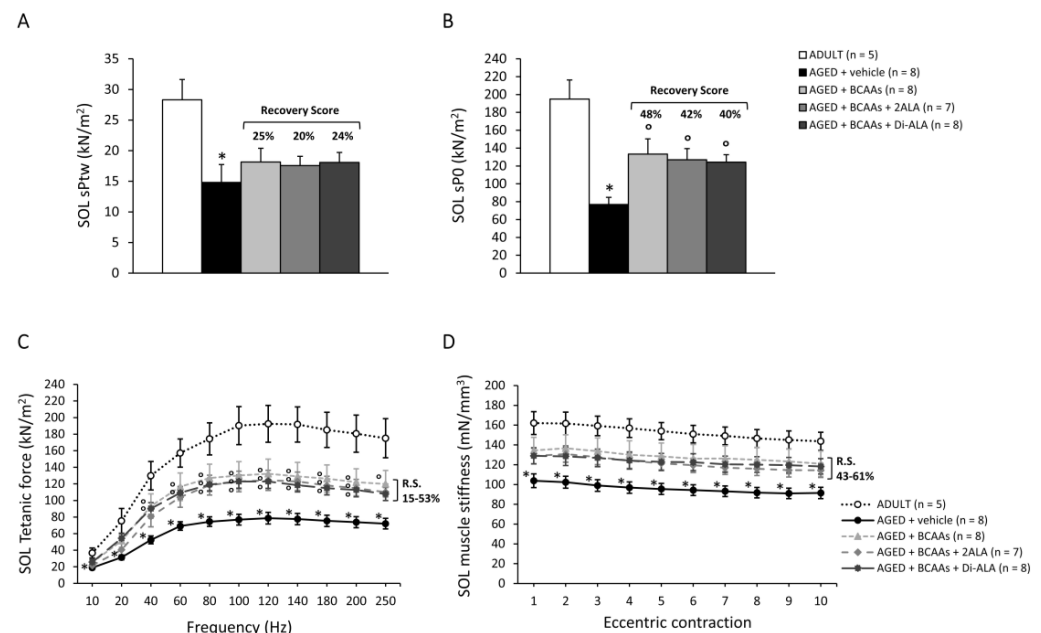 A
SOL sPtw (kN/m²)
35
30
25
20
15
10
5
0
Recovery Score
25% 20% 24%
*
B
SOL sP0 (kN/m²)
240
220
200
180
160
140
120
100
80
60
40
20
0
Recovery Score
48% 42% 40%
° ° °
*
ADULT (n = 5)
AGED + vehicle (n = 8)
AGED + BCAAs (n = 8)
AGED + BCAAs + 2ALA (n = 7)
AGED + BCAAs + Di-ALA (n = 8)
C
SOL Tetanic force (kN/m²)
240
220
200
180
160
140
120
100
80
60
40
20
0
R.S.
15-53%
10 20 40 60 80 100 120 140 180 200 250
Frequency (Hz)
D
SOL muscle stiffness (mN/mm³)
200
180
160
140
120
100
80
60
40
20
0
R.S.
43-61%
1 2 3 4 5 6 7 8 9 10
Eccentric contraction
ADULT (n = 5)
AGED + vehicle (n = 8)
AGED + BCAAs (n = 8)
AGED + BCAAs + 2ALA (n = 7)
AGED + BCAAs + Di-ALA (n = 8)